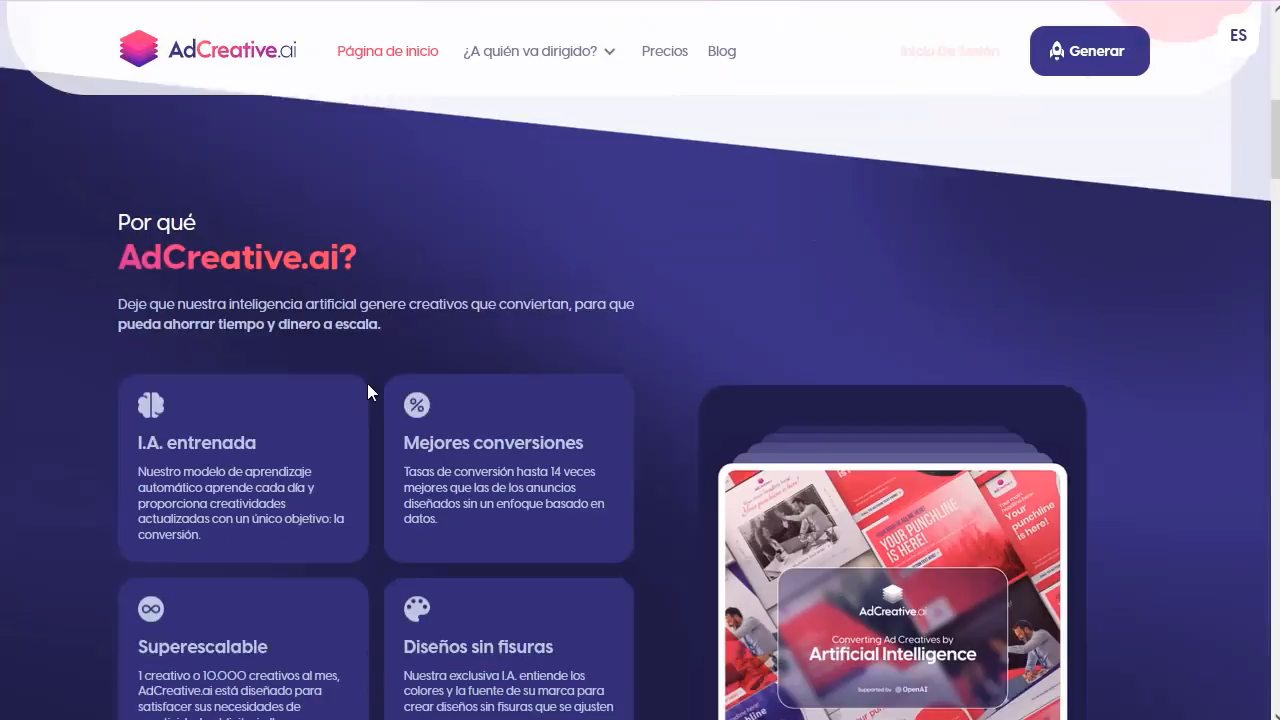 AdCreative.ai
Página de inicio
¿A quién va dirigido?
Precios
Blog
Inicio De Sesión
Generar
ES
Por qué
AdCreative.ai?
Deje que nuestra inteligencia artificial genere creativos que conviertan, para que
pueda ahorrar tiempo y dinero a escala.
I.A. entrenada
Nuestro modelo de aprendizaje
automático aprende cada día y
proporciona creatividades
actualizadas con un único objetivo: la
conversión.
Mejores conversiones
Tasas de conversión hasta 14 veces
mejores que las de los anuncios
diseñados sin un enfoque basado en
datos.
Superescalable
1 creativo o 10.000 creativos al mes,
AdCreative.ai está diseñado para
satisfacer sus necesidades de
Diseños sin fisuras
Nuestra exclusiva I.A. entiende los
colores y la fuente de su marca para
crear diseños sin fisuras que se ajusten
YOUR PUNCHLINE
IS HERE!
Your
punchline
is here!
AdCreative.ai
Converting Ad Creatives by
Artificial Intelligence
Supported by OpenAI